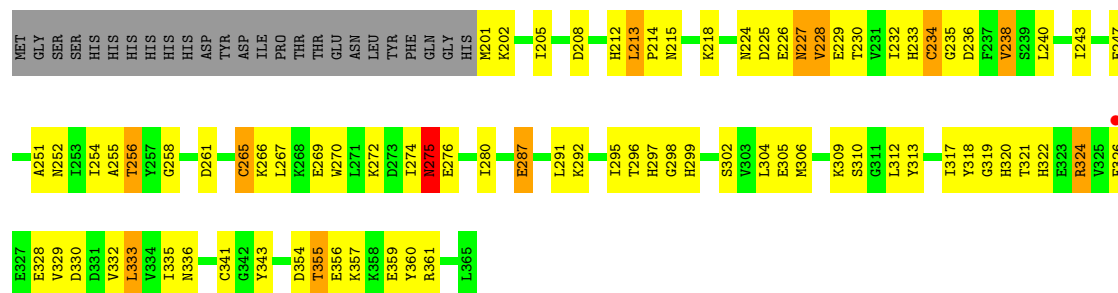 MET GLY SER SER HIS HIS HIS HIS HIS HIS ASP TYR ASP ILE PRO THR THR GLU ASN LEU TYR PHE GLN GLY HIS M201 K202 I205 D208 H212 L213 P214 N215 K218 N224 D225 E226 N227 V228 E229 T230 V231 I232 H233 C234 G235 D236 F237 V238 S239 L240 I243
A251 N252 I253 I254 A255 T256 Y257 G258 D261 C265 K266 L267 K268 E269 W270 L271 K272 D273 I274 N275 E276 I280 E287 L291 K292 I295 T296 H297 G298 H299 S302 V303 L304 E305 M306 K309 S310 G311 L312 Y313 I317 Y318 G319 H320 T321 H322 E323 R324 V325
E327 E328 V329 D330 D331 V332 L333 V334 I335 N336 C341 G342 Y343 D354 T355 E356 K357 K358 E359 Y360 R361 L365